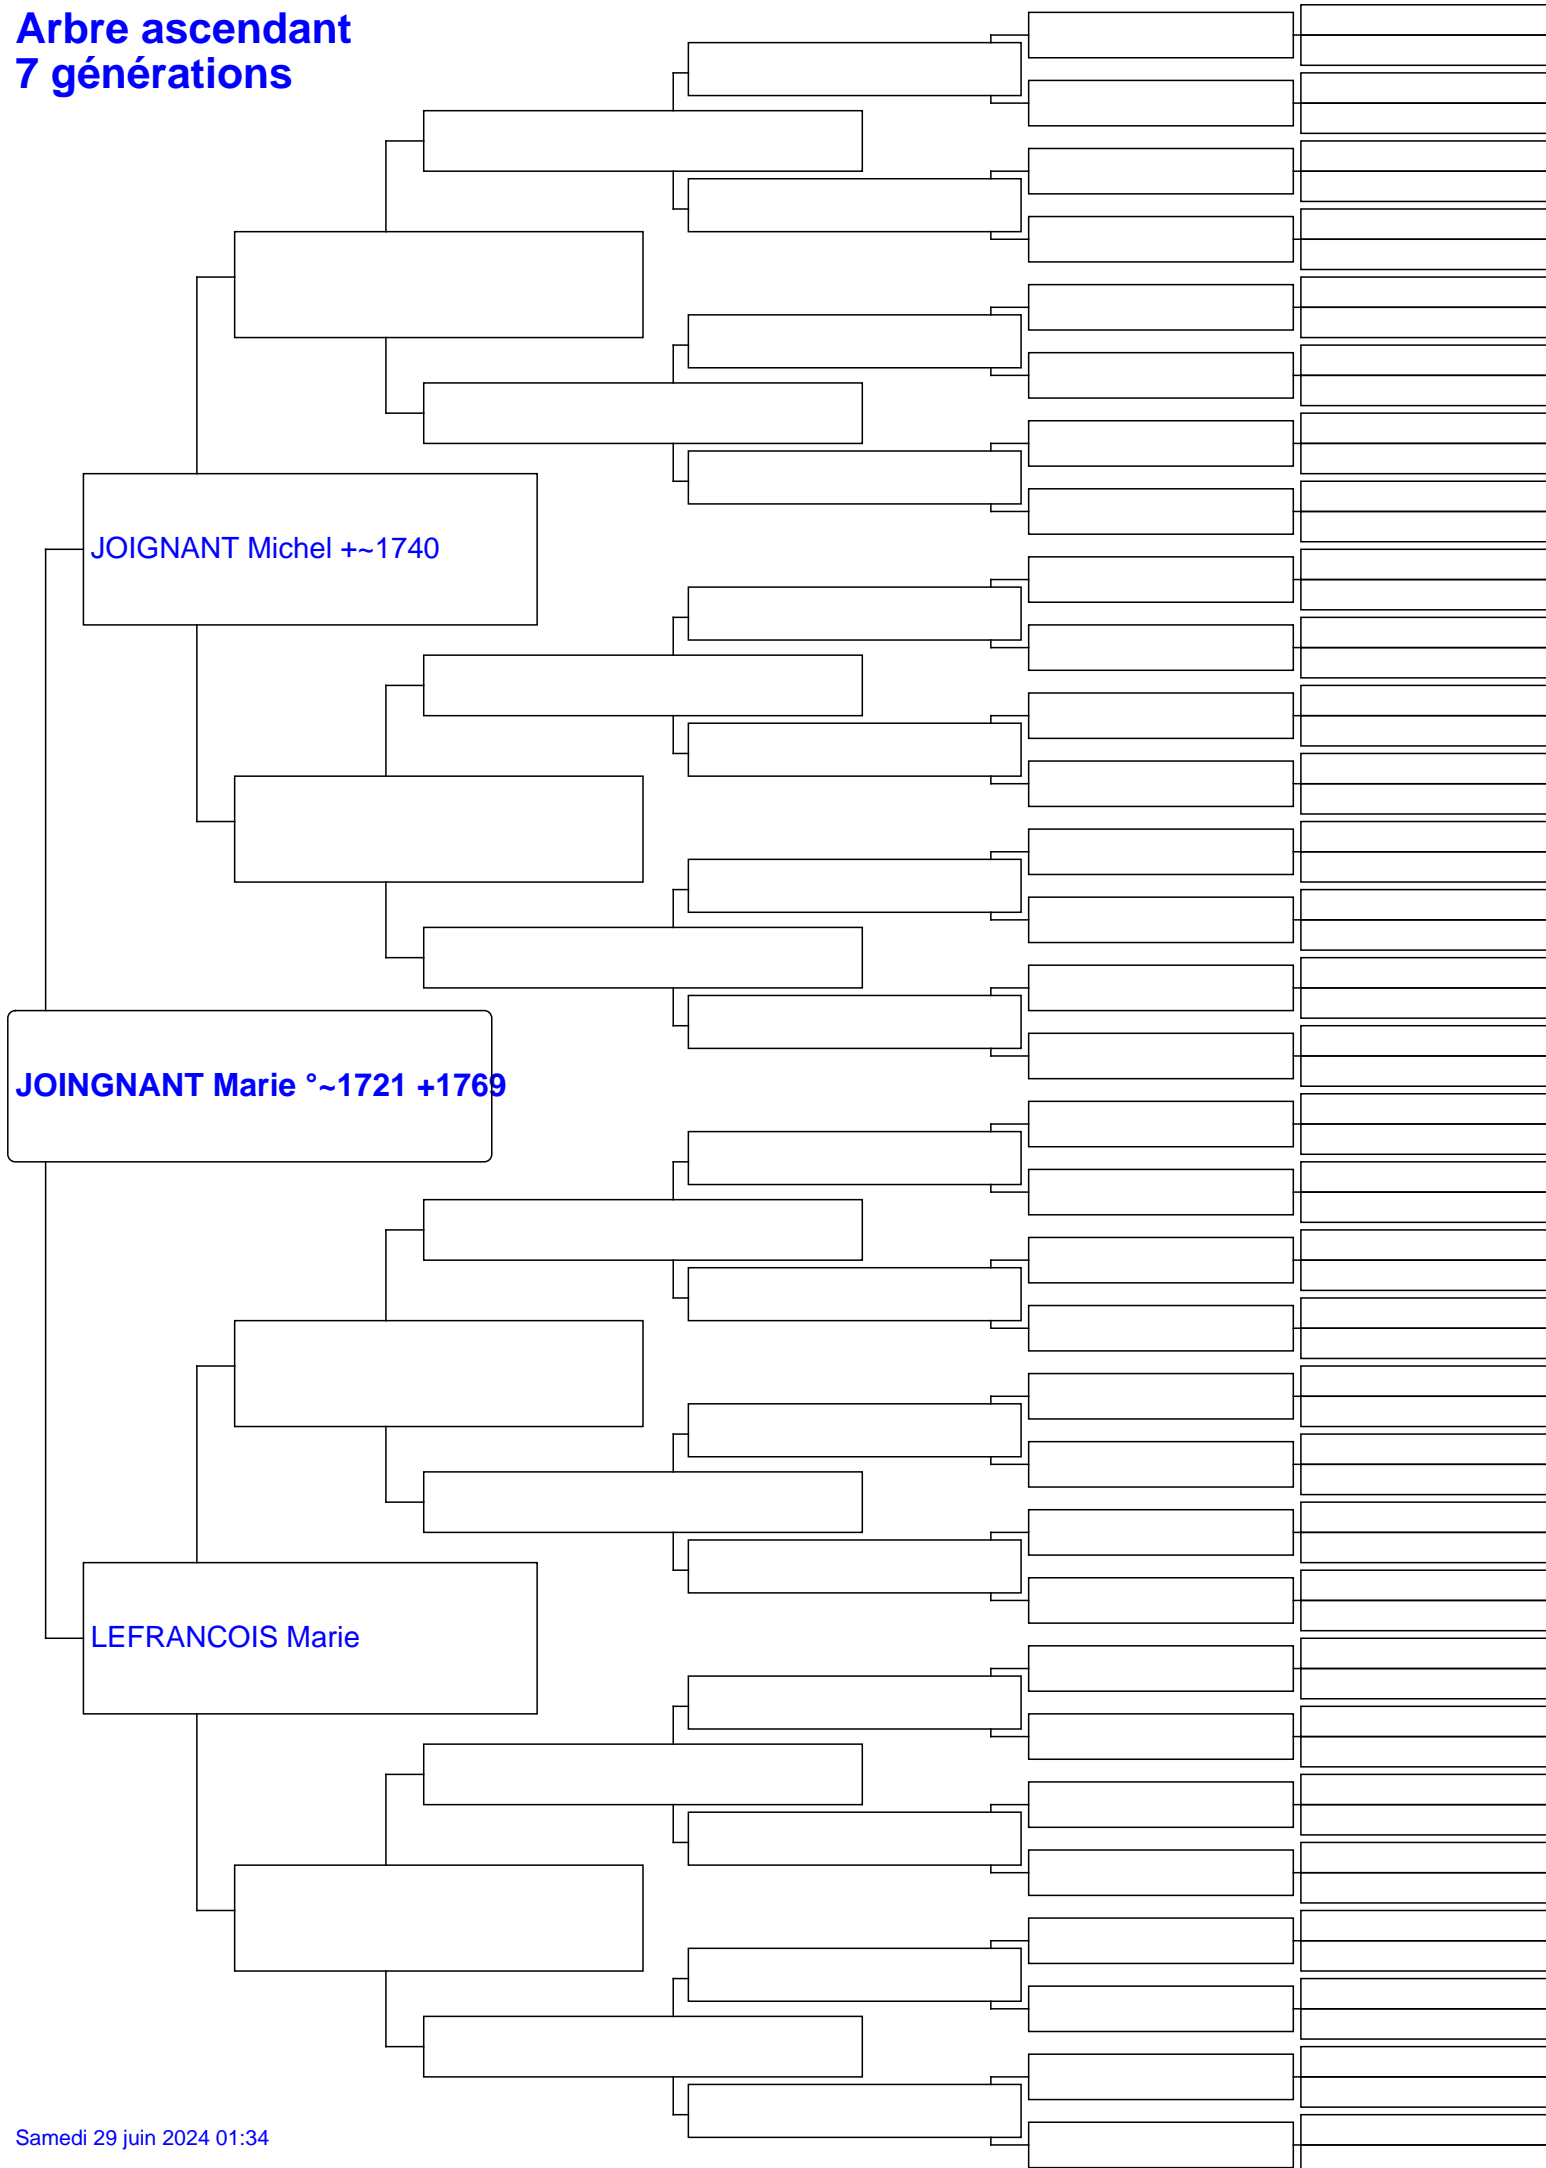 Arbre ascendant
7 générations
JOIGNANT Michel +~1740
JOINGNANT Marie °~1721 +1769
LEFRANCOIS Marie
Samedi 29 juin 2024 01:34